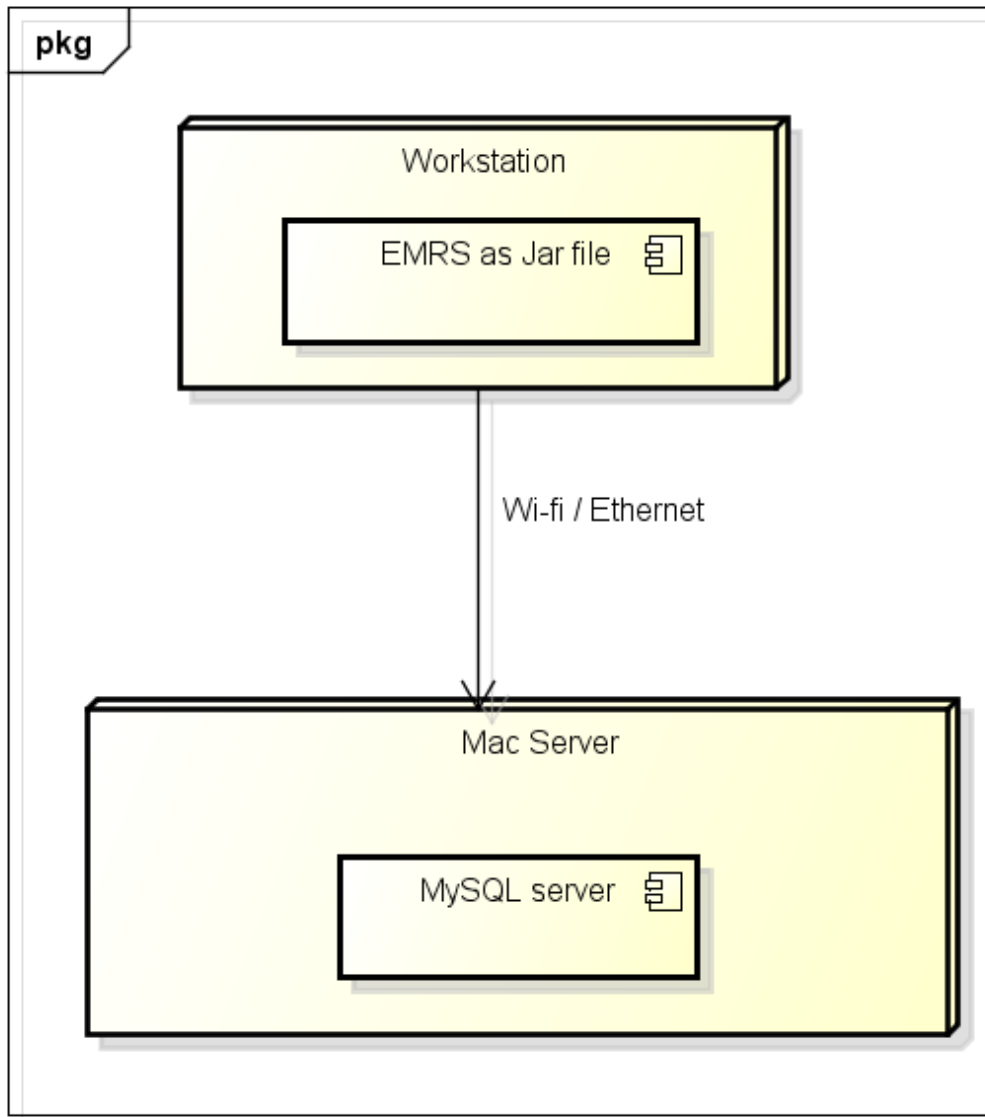 pkg
Workstation
EMRS as Jar file
Wi-fi / Ethernet
Mac Server
MySQL server